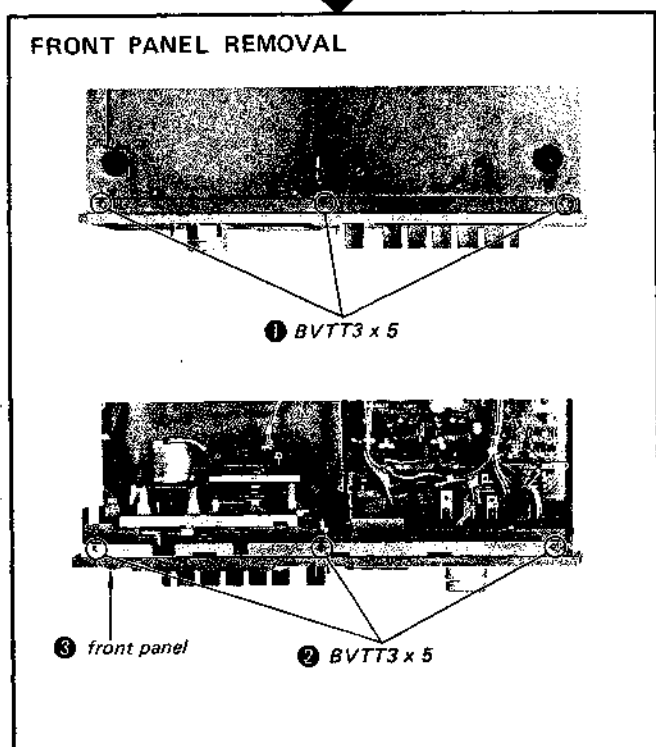 FRONT PANEL REMOVAL
❶ BVTT3 x 5
❸ front panel
❷ BVTT3 x 5